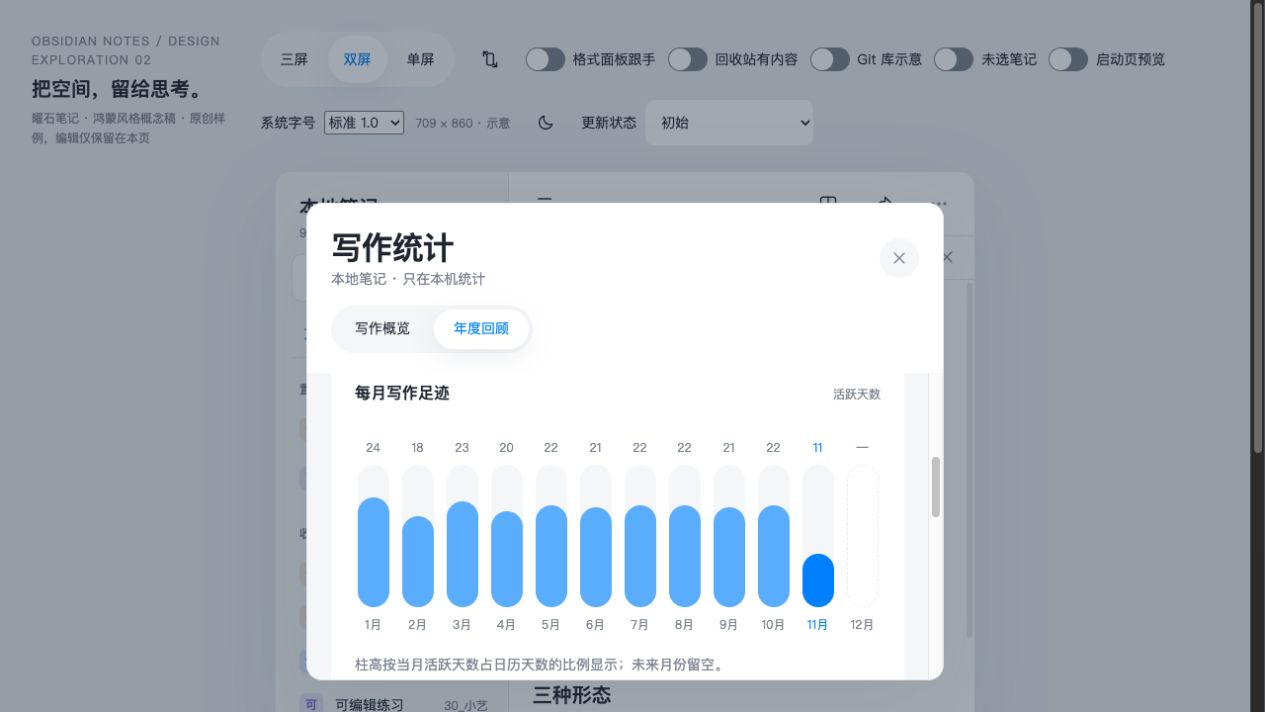 OBSIDIAN NOTES / DESIGN
EXPLORATION 02
把空间，留给思考。
曜石笔记 · 鸿蒙风格概念稿 · 原创样
例，编辑仅保留在本页
三屏 双屏 单屏 格式面板跟手 回收站有内容 Git 库示意 未选笔记 启动页预览
系统字号 标准 1.0 709 × 860 · 示意 更新状态 初始
写作统计
本地笔记 · 只在本机统计
写作概览 年度回顾
每月写作足迹 活跃天数
24 18 23 20 22 21 22 22 21 22 11 —
1月 2月 3月 4月 5月 6月 7月 8月 9月 10月 11月 12月
柱高按当月活跃天数占日历天数的比例显示；未来月份留空。
三种形态
可 可编辑练习 30_小艺